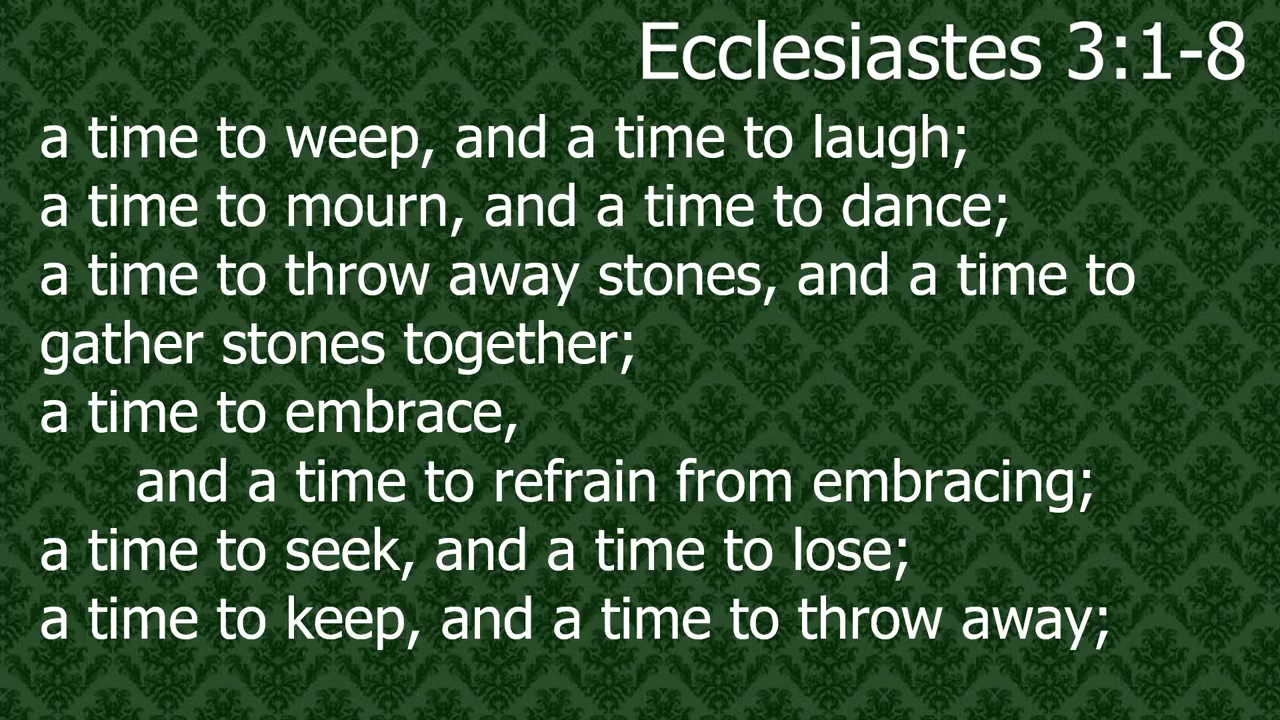 Ecclesiastes 3:1-8
a time to weep, and a time to laugh;
a time to mourn, and a time to dance;
a time to throw away stones, and a time to
gather stones together;
a time to embrace,
and a time to refrain from embracing;
a time to seek, and a time to lose;
a time to keep, and a time to throw away;